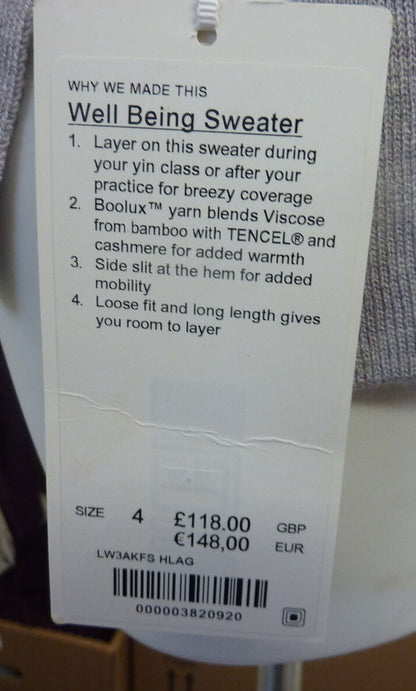 WHY WE MADE THIS
Well Being Sweater
1. Layer on this sweater during
your yin class or after your
practice for breezy coverage
2. Boolux™ yarn blends Viscose
from bamboo with TENCEL® and
cashmere for added warmth
3. Side slit at the hem for added
mobility
4. Loose fit and long length gives
you room to layer
SIZE 4 £118.00 GBP
€148,00 EUR
LW3AKFS HLAG
000003820920